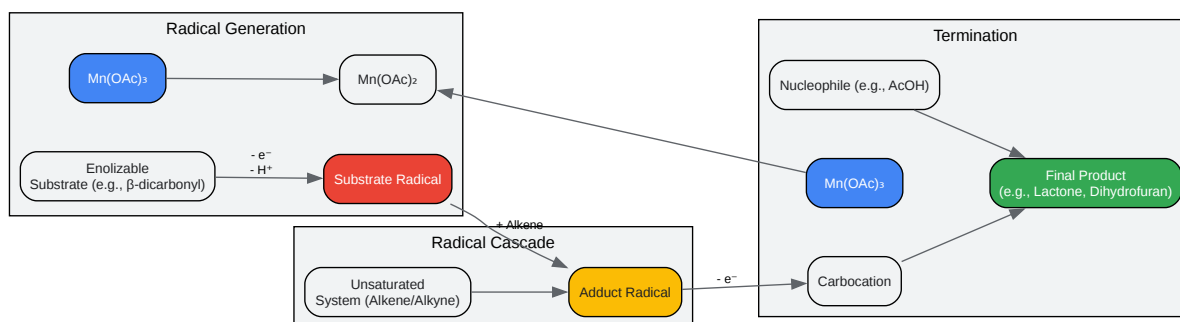 Radical Generation
Mn(OAc)₃
Mn(OAc)₂
Enolizable
Substrate (e.g., β-dicarbonyl)
- e⁻
- H⁺
Substrate Radical
+ Alkene
Radical Cascade
Unsaturated
System (Alkene/Alkyne)
Adduct Radical
- e⁻
Termination
Nucleophile (e.g., AcOH)
Mn(OAc)₃
Final Product
(e.g., Lactone, Dihydrofuran)
Carbocation